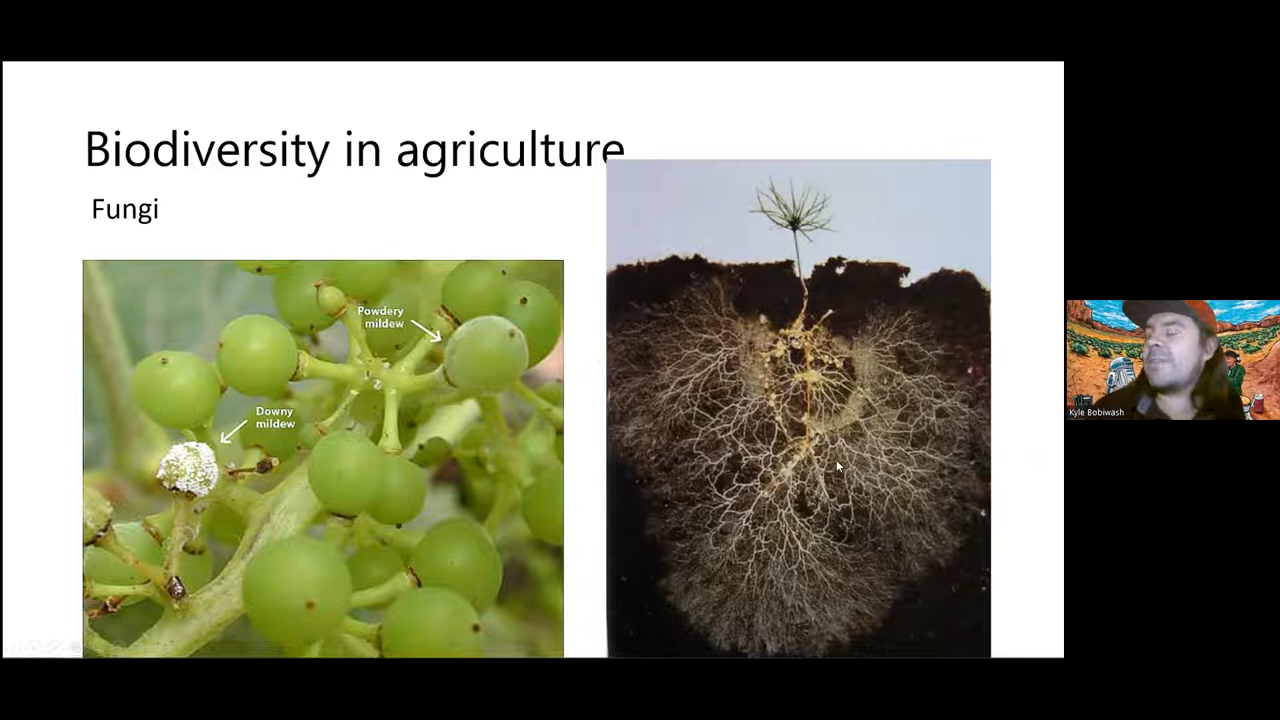 Biodiversity in agriculture
Fungi
Powdery
mildew
Downy
mildew
Kyle Bobiwash